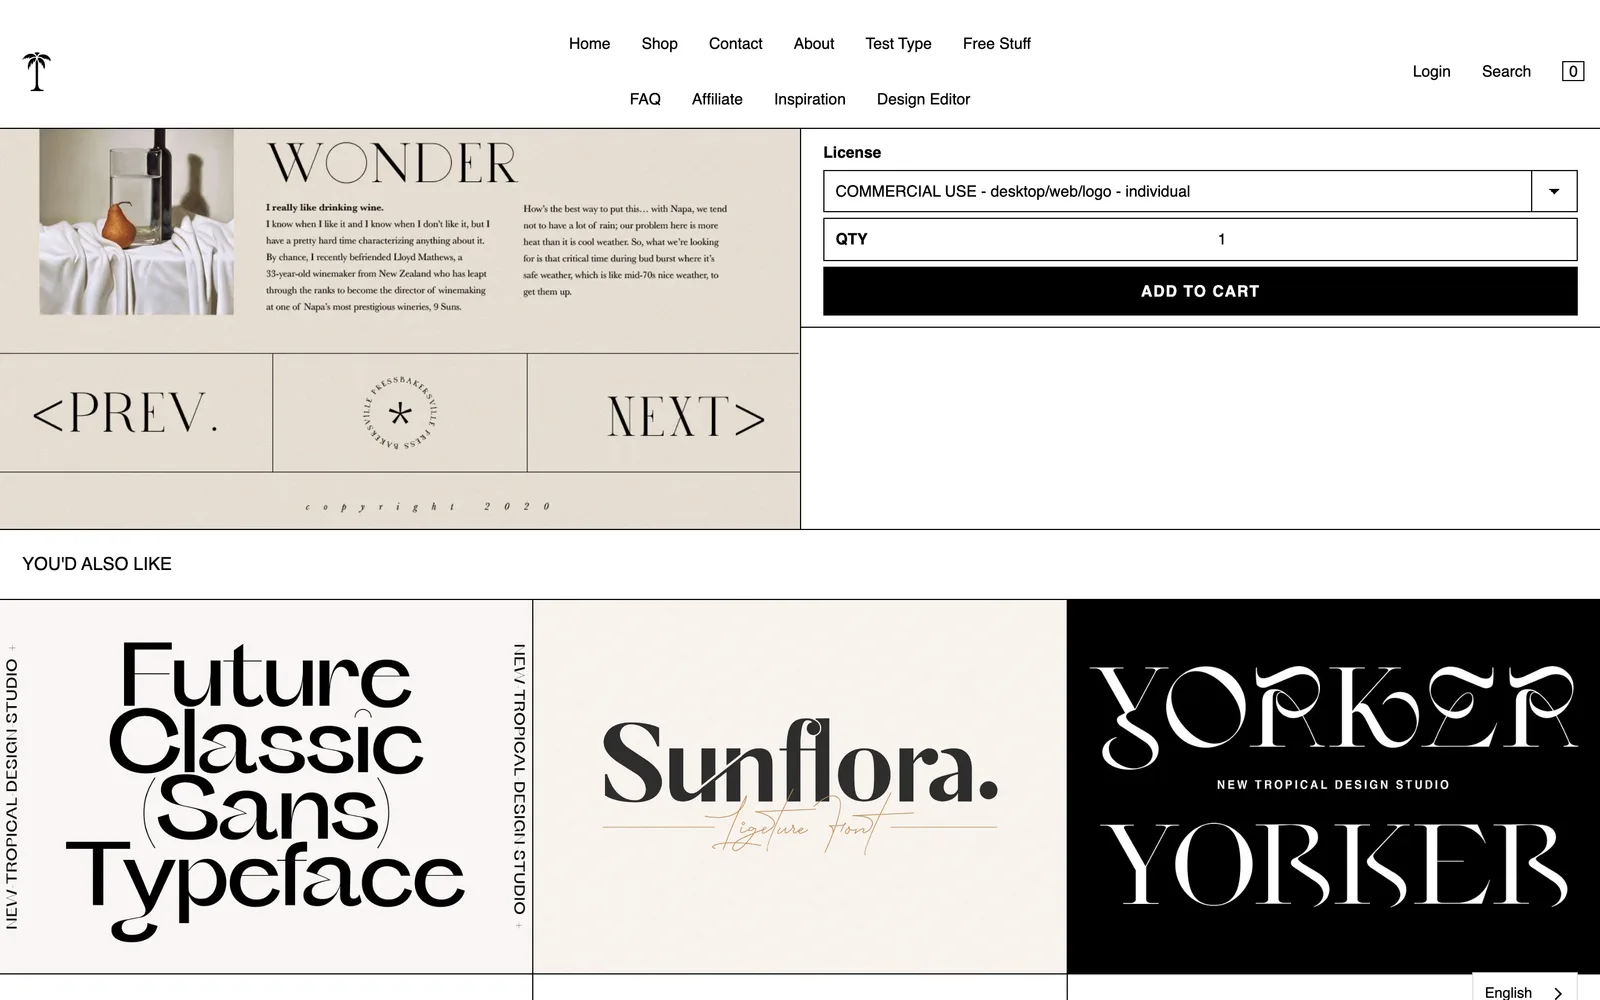 Home Shop Contact About Test Type Free Stuff
FAQ Affiliate Inspiration Design Editor
Login Search 0
WONDER
I really like drinking wine.
I know when I like it and I know when I don't like it, but I
have a pretty hard time characterizing anything about it.
By chance, I recently befriended Lloyd Mathews, a
33-year-old winemaker from New Zealand who has leapt
through the ranks to become the director of winemaking
at one of Napa's most prestigious wineries, 9 Suns.
How's the best way to put this... with Napa, we tend
not to have a lot of rain; our problem here is more
heat than it is cool weather. So, what we're looking
for is that critical time during bud burst where it's
safe weather, which is like mid-70s nice weather, to
get them up.
<PREV.
BAKERSVILLE PRESS BAKERSVILLE PRESS
*
NEXT>
copyright 2020
License
COMMERCIAL USE - desktop/web/logo - individual
QTY 1
ADD TO CART
YOU'D ALSO LIKE
NEW TROPICAL DESIGN STUDIO +
Future
Classic
(Sans)
Typeface
NEW TROPICAL DESIGN STUDIO +
Sunflora.
Ligature Font
YORKER
NEW TROPICAL DESIGN STUDIO
YORKER
English >